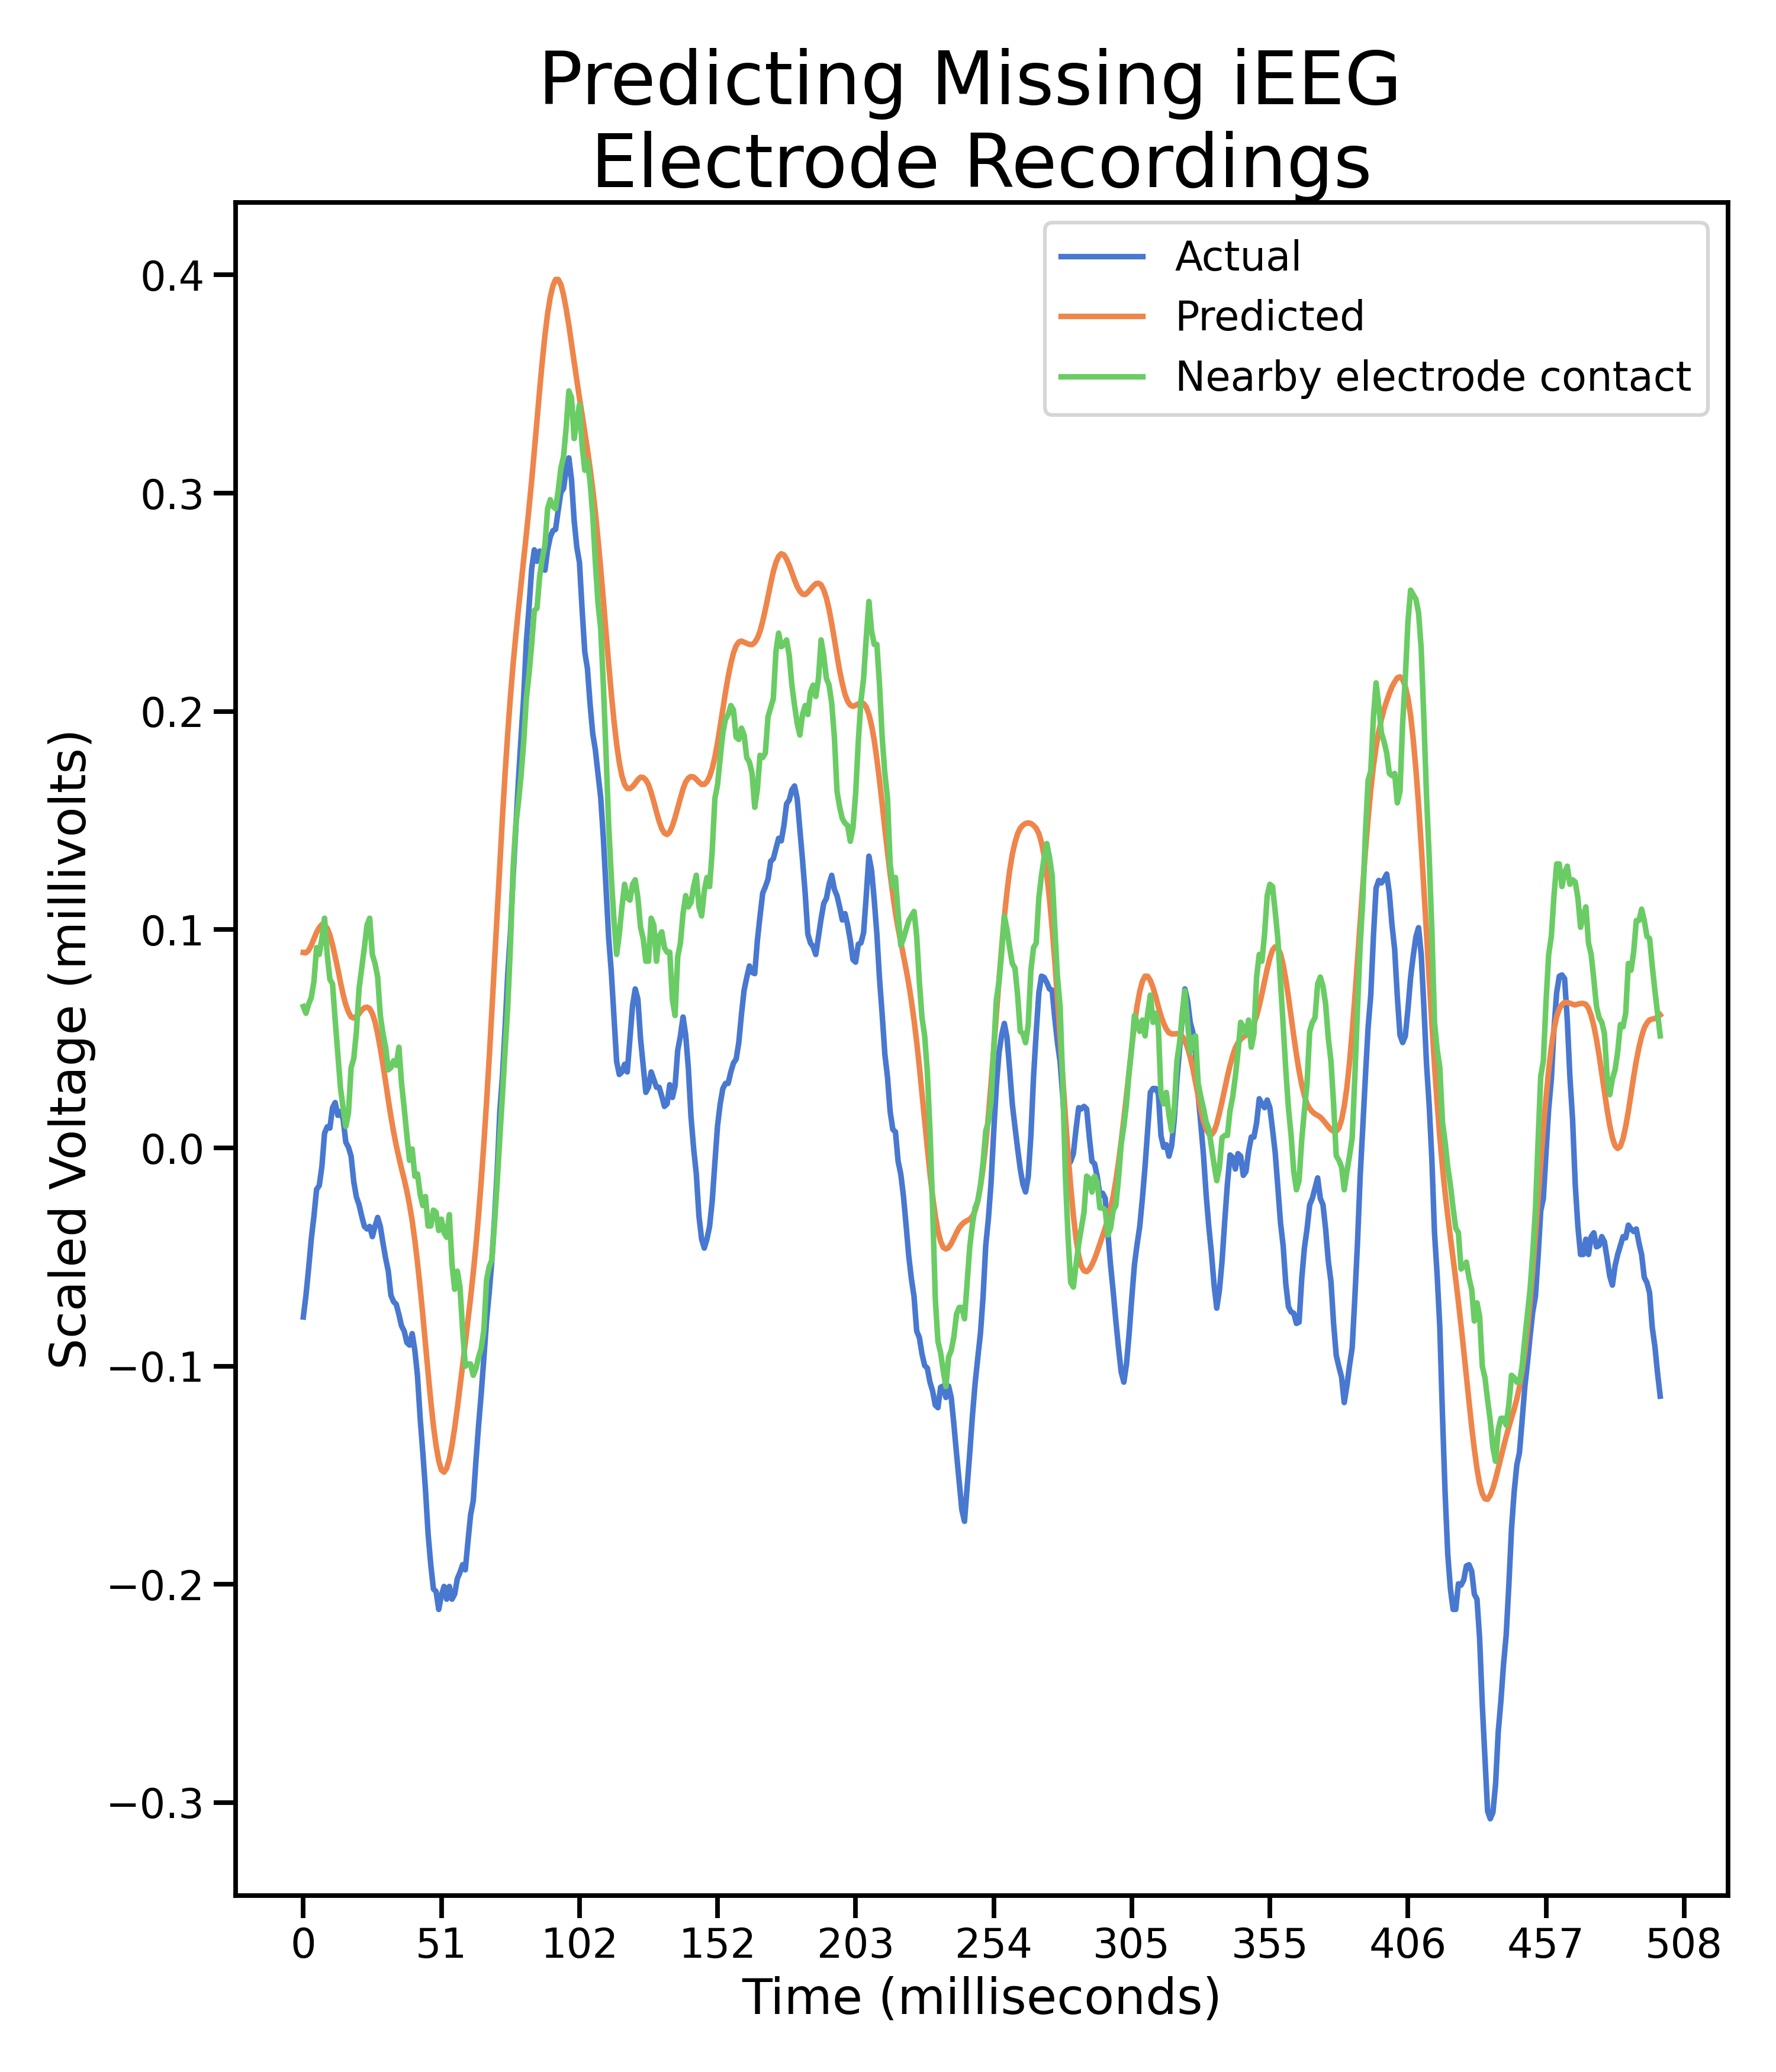 Predicting Missing iEEG
Electrode Recordings
Actual
Predicted
Nearby electrode contact
Scaled Voltage (millivolts)
0.4
0.3
0.2
0.1
0.0
−0.1
−0.2
−0.3
0 51 102 152 203 254 305 355 406 457 508
Time (milliseconds)